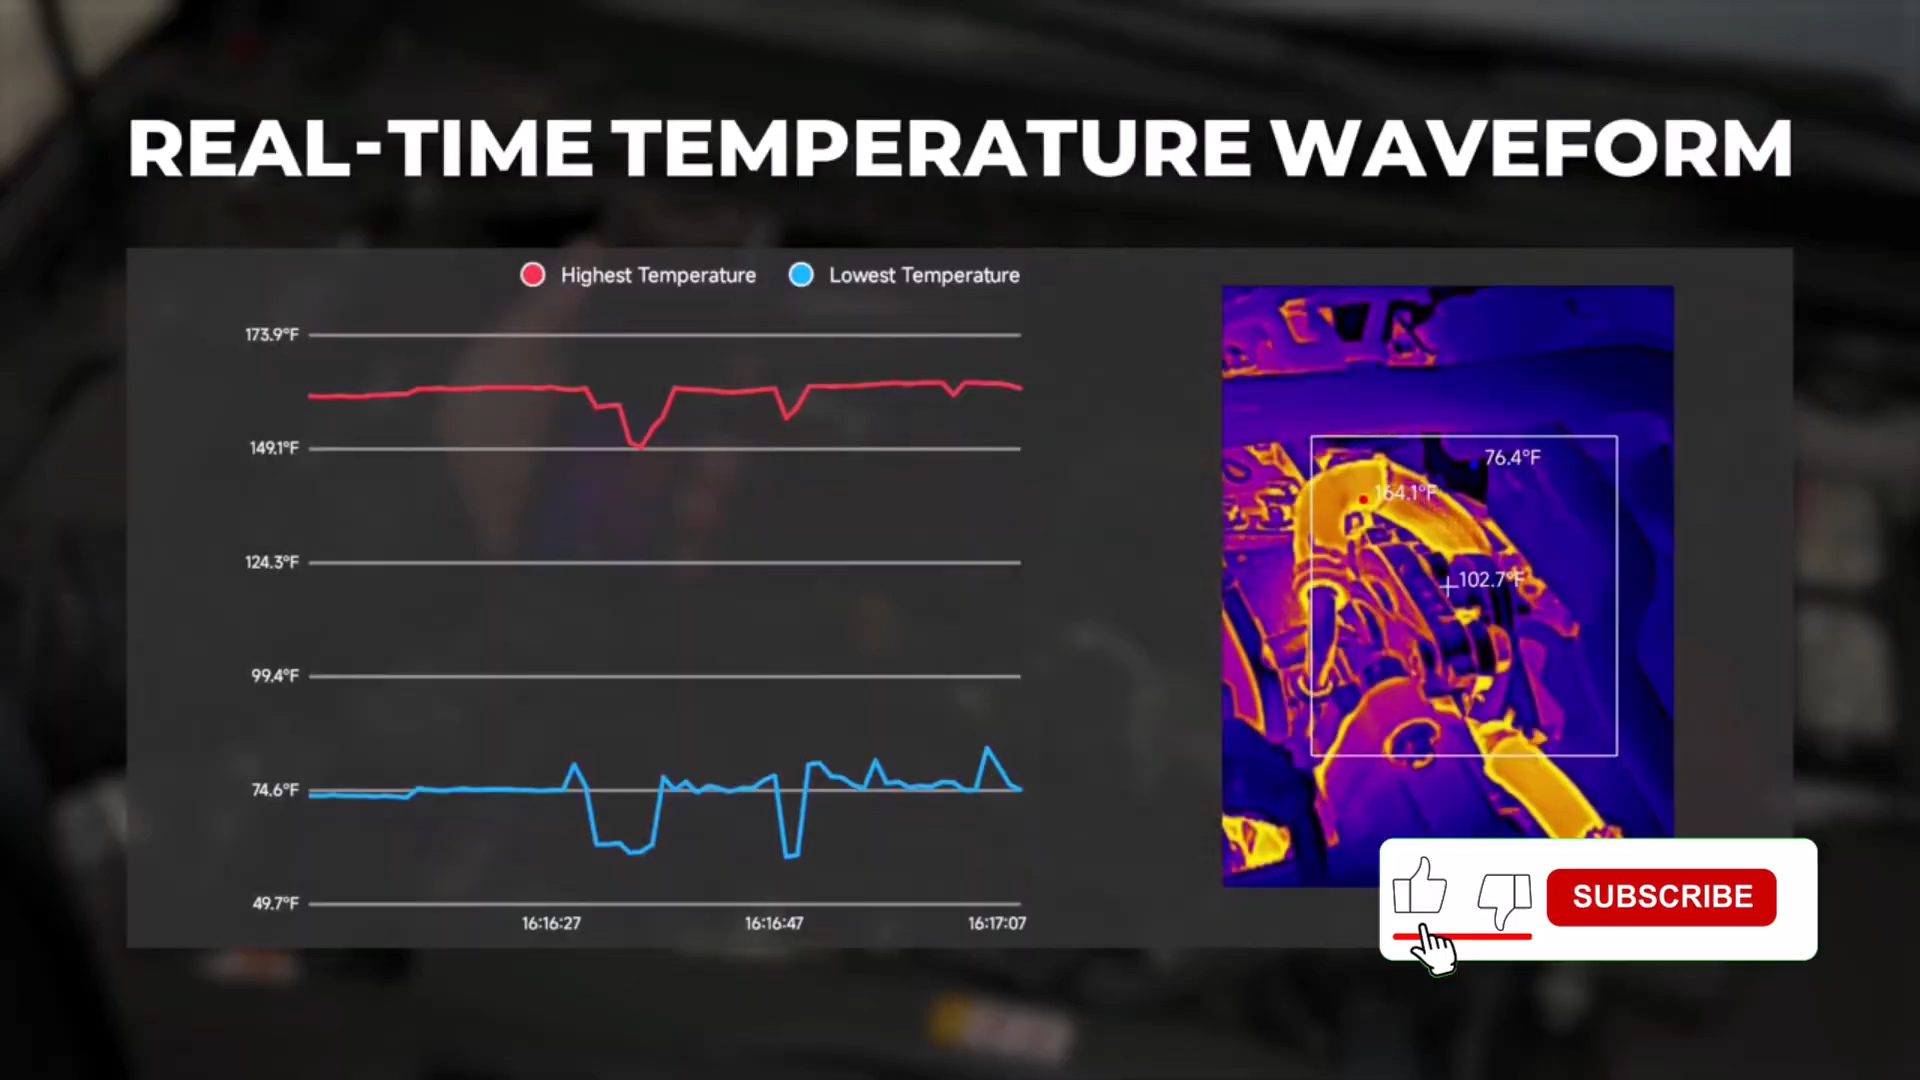 REAL-TIME TEMPERATURE WAVEFORM
Highest Temperature Lowest Temperature
173.9°F
149.1°F
124.3°F
99.4°F
74.6°F
49.7°F
16:16:27 16:16:47 16:17:07
76.4°F
164.1°F
102.7°F
SUBSCRIBE